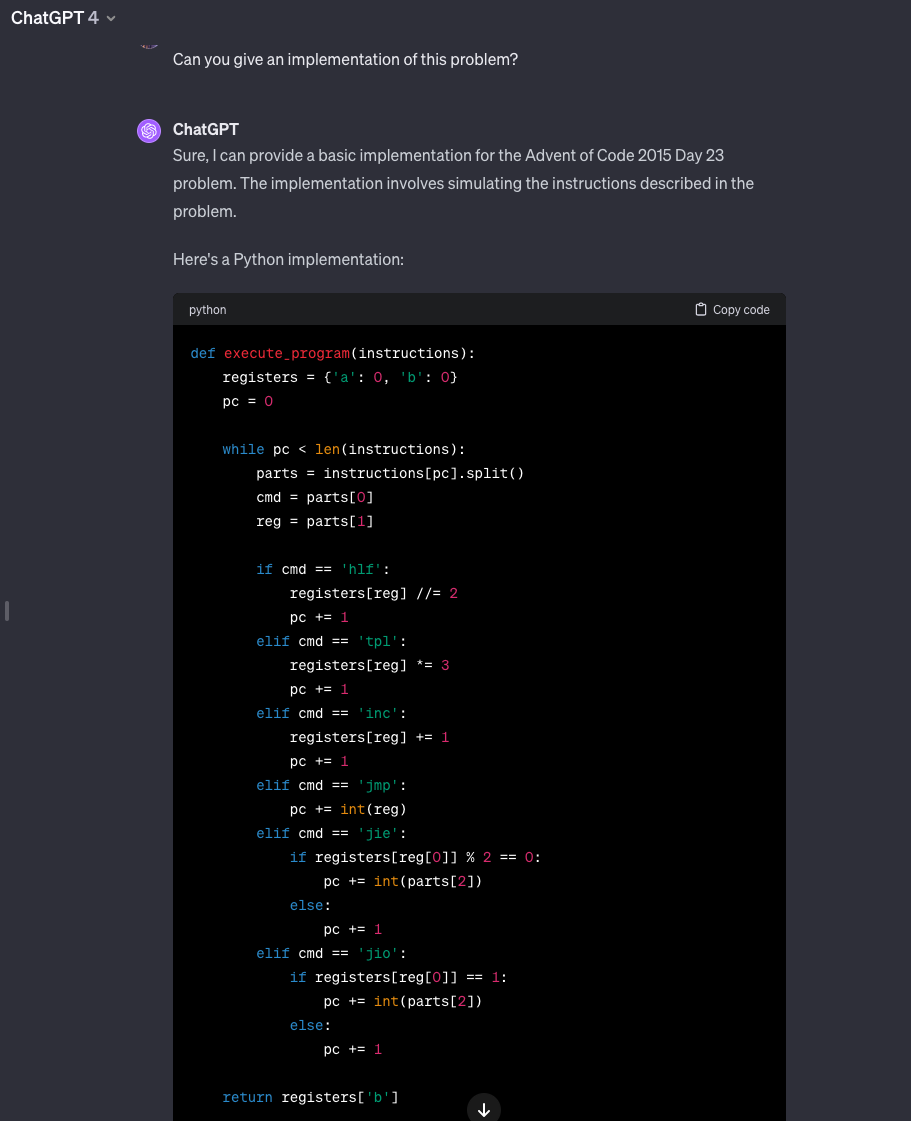 ChatGPT 4
Can you give an implementation of this problem?
ChatGPT
Sure, I can provide a basic implementation for the Advent of Code 2015 Day 23
problem. The implementation involves simulating the instructions described in the
problem.
Here's a Python implementation:
python Copy code
def execute_program(instructions):
    registers = {'a': 0, 'b': 0}
    pc = 0
    while pc < len(instructions):
        parts = instructions[pc].split()
        cmd = parts[0]
        reg = parts[1]
        if cmd == 'hlf':
            registers[reg] //= 2
            pc += 1
        elif cmd == 'tpl':
            registers[reg] *= 3
            pc += 1
        elif cmd == 'inc':
            registers[reg] += 1
            pc += 1
        elif cmd == 'jmp':
            pc += int(reg)
        elif cmd == 'jie':
            if registers[reg[0]] % 2 == 0:
                pc += int(parts[2])
            else:
                pc += 1
        elif cmd == 'jio':
            if registers[reg[0]] == 1:
                pc += int(parts[2])
            else:
                pc += 1
    return registers['b']